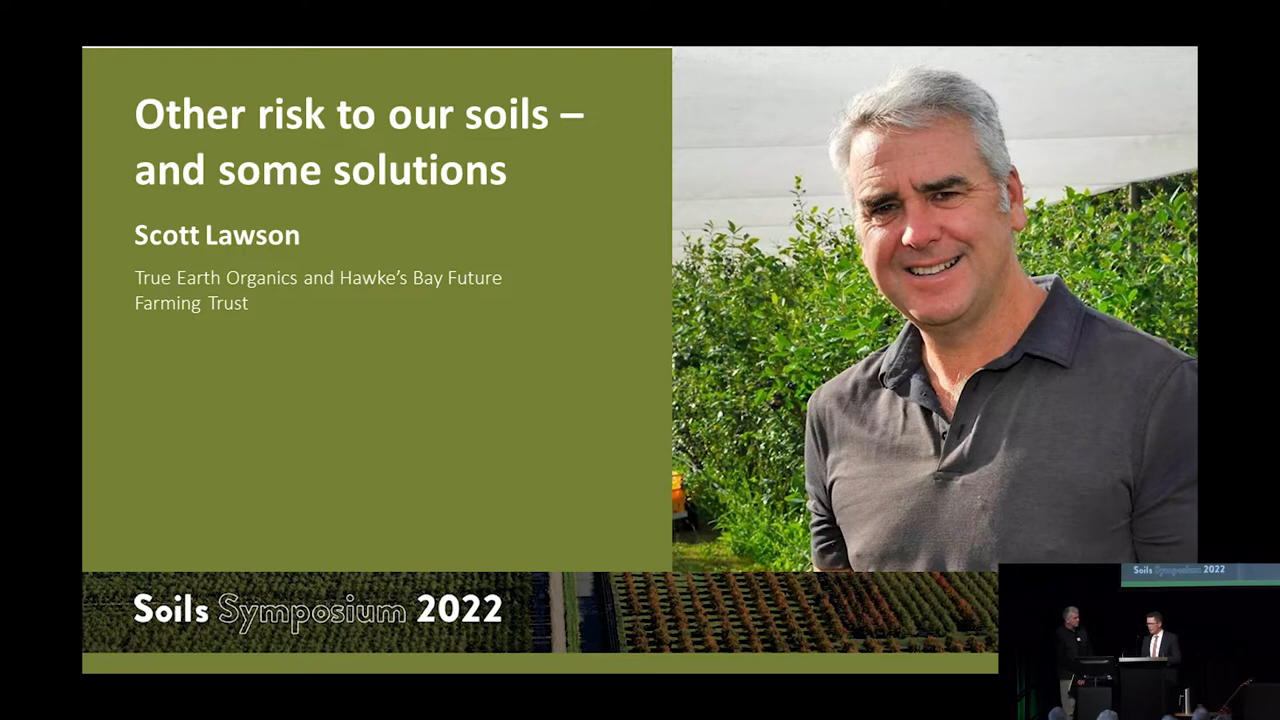 Other risk to our soils –
and some solutions
Scott Lawson
True Earth Organics and Hawke's Bay Future
Farming Trust
Soils Symposium 2022
Soils Symposium 2022